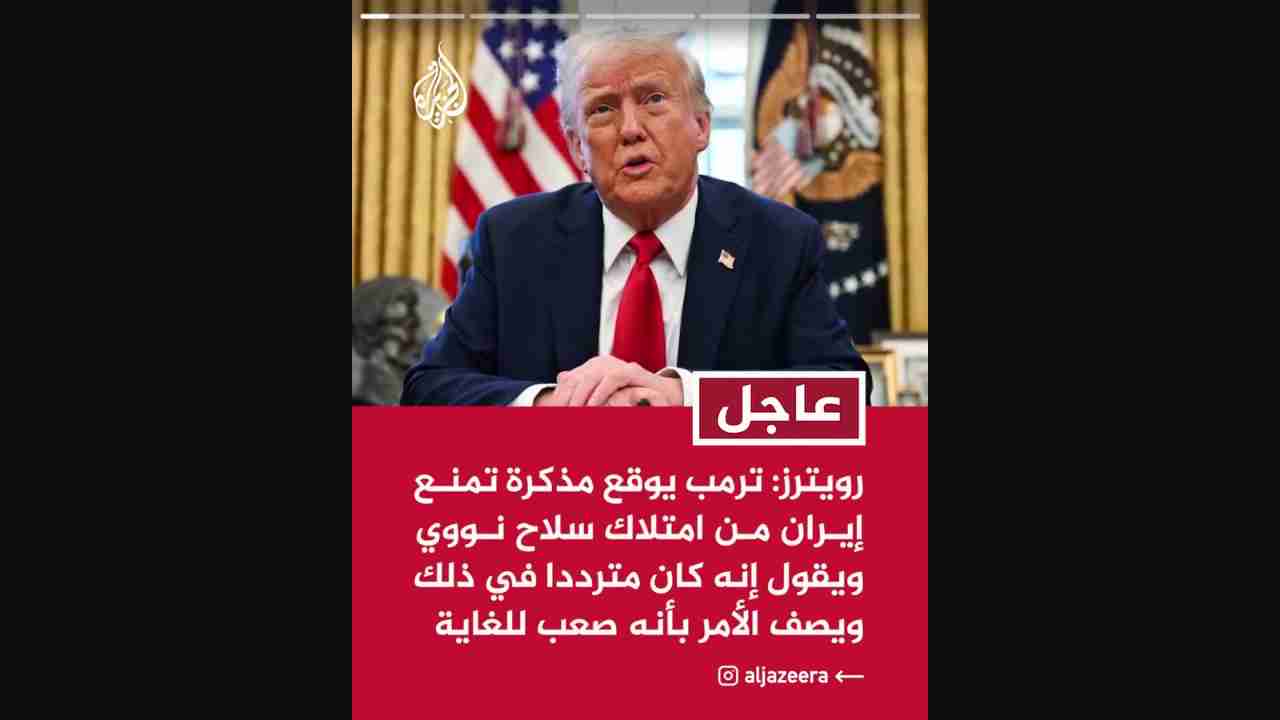 الجزيرة
عاجل
رويترز: ترمب يوقع مذكرة تمنع
إيران من امتلاك سلاح نووي
ويقول إنه كان مترددا في ذلك
ويصف الأمر بأنه صعب للغاية
aljazeera